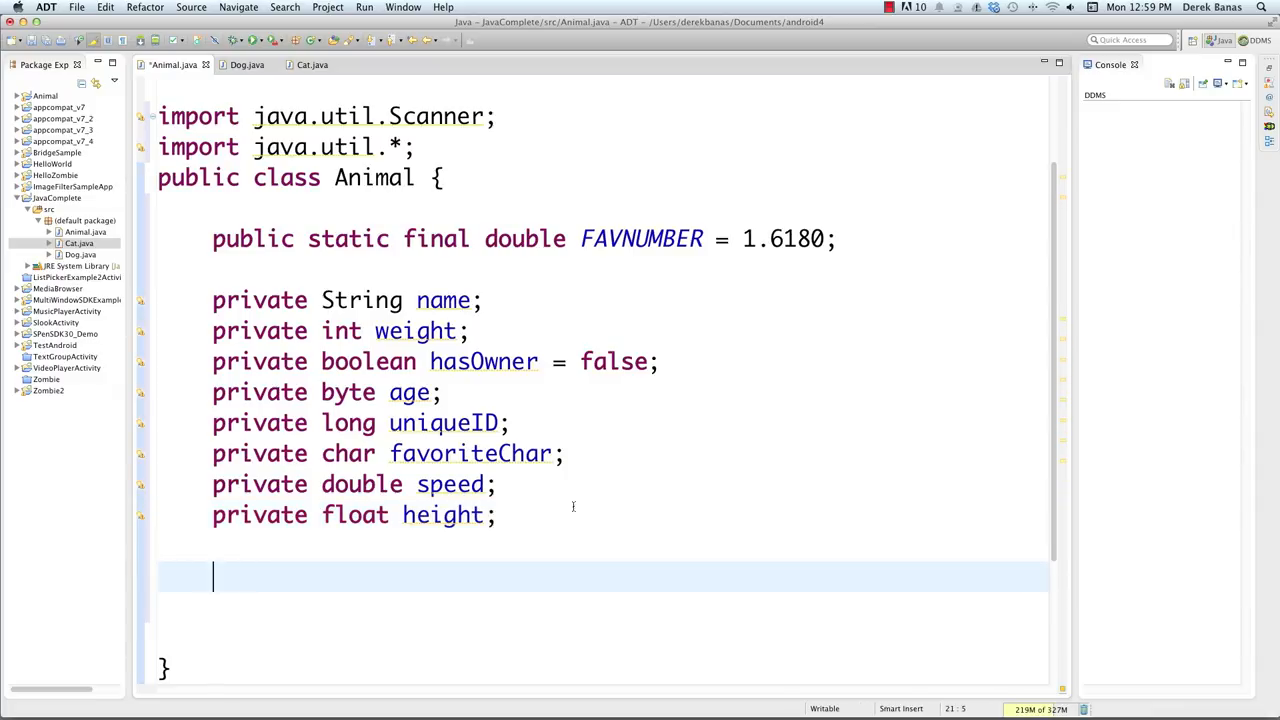 ADT File Edit Refactor Source Navigate Search Project Run Window Help 10 Mon 12:59 PM Derek Banas
Java - JavaComplete/src/Animal.java - ADT - /Users/derekbanas/Documents/android4
Quick Access Java DDMS
Package Exp
*Animal.java Dog.java Cat.java
Console
DDMS
Animal
appcompat_v7
appcompat_v7_2
appcompat_v7_3
appcompat_v7_4
BridgeSample
HelloWorld
HelloZombie
ImageFilterSampleApp
JavaComplete
src
(default package)
Animal.java
Cat.java
Dog.java
JRE System Library [Ja
ListPickerExample2Activi
MediaBrowser
MultiWindowSDKExample
MusicPlayerActivity
SlookActivity
SPenSDK30_Demo
TestAndroid
TextGroupActivity
VideoPlayerActivity
Zombie
Zombie2
import java.util.Scanner;
import java.util.*;
public class Animal {
public static final double FAVNUMBER = 1.6180;
private String name;
private int weight;
private boolean hasOwner = false;
private byte age;
private long uniqueID;
private char favoriteChar;
private double speed;
private float height;
}
Writable Smart Insert 21 : 5 219M of 327M